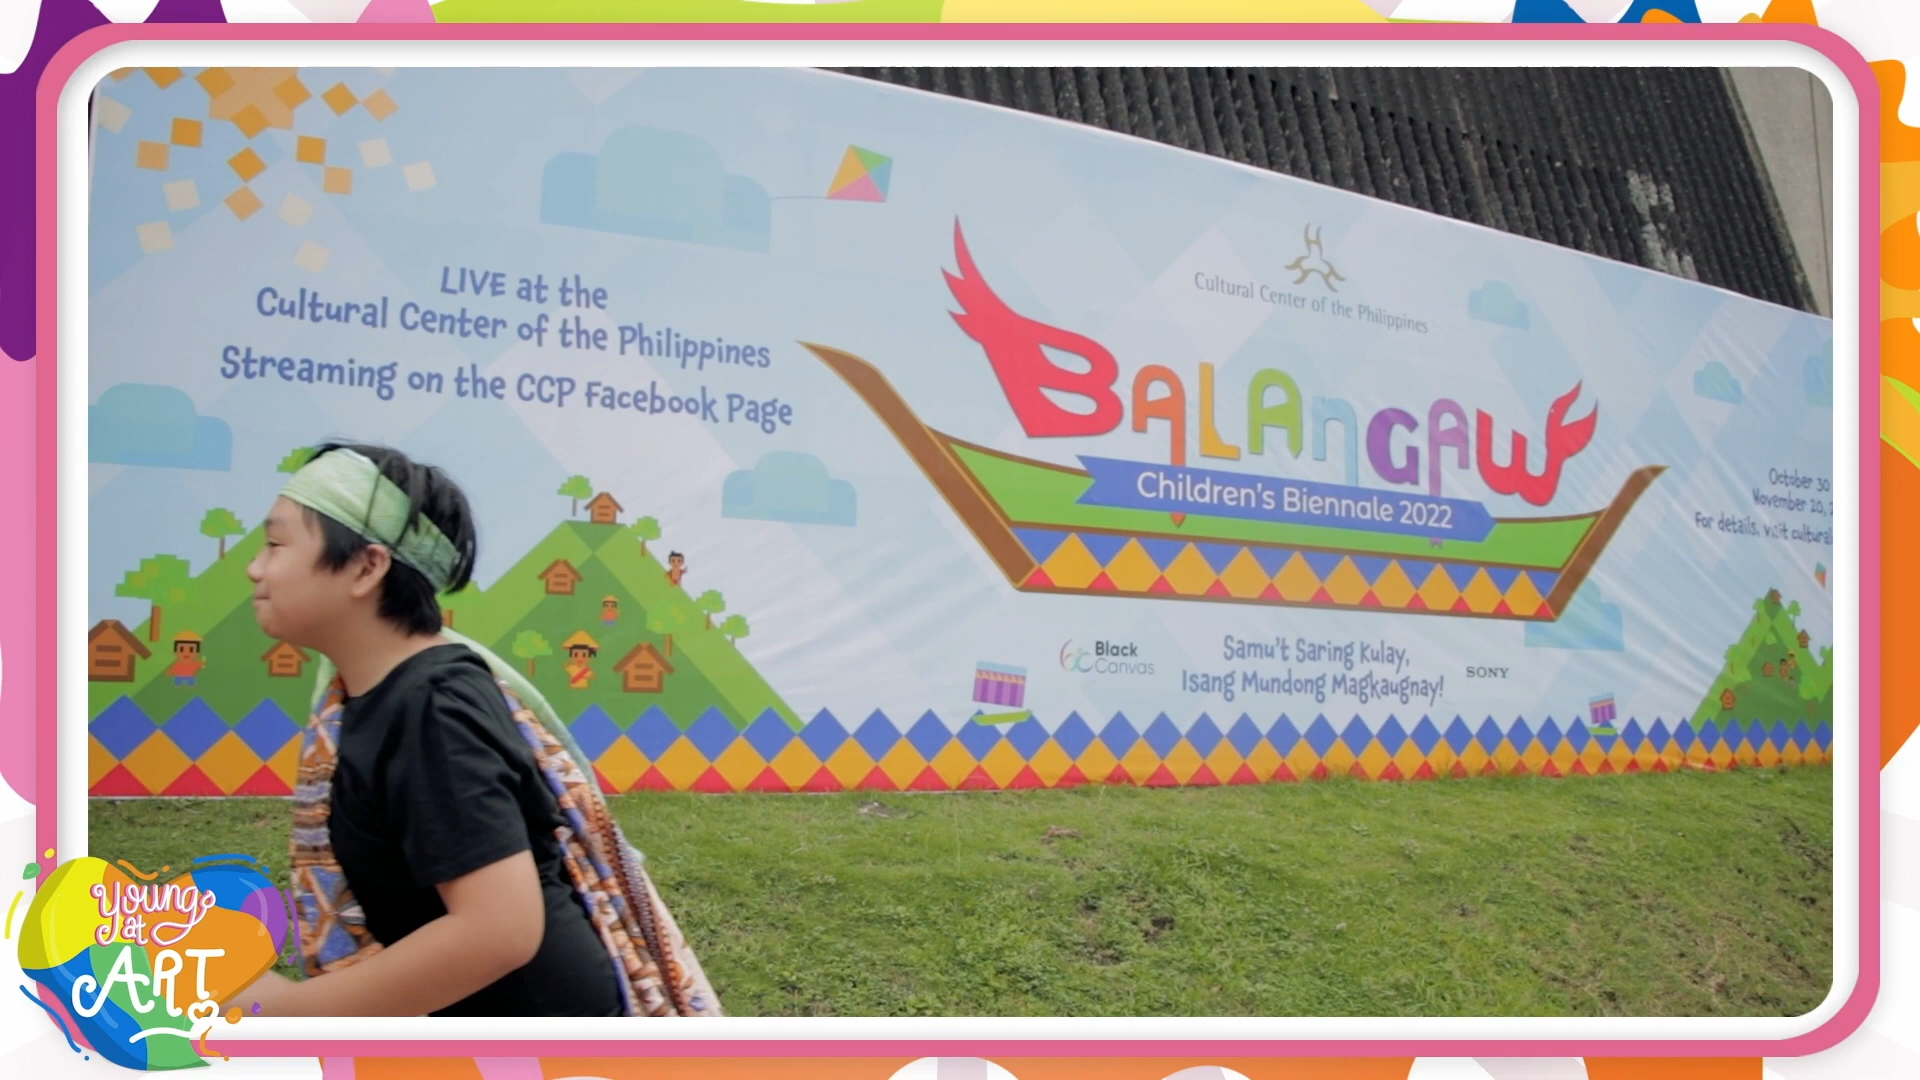 LIVE at the
Cultural Center of the Philippines
Streaming on the CCP Facebook Page
Cultural Center of the Philippines
BALANGAW
Children's Biennale 2022
October 30
November 20,
For details, visit
Black
Canvas
Samu't Saring Kulay,
Isang Mundong Magkaugnay!
SONY
Young
at
ART